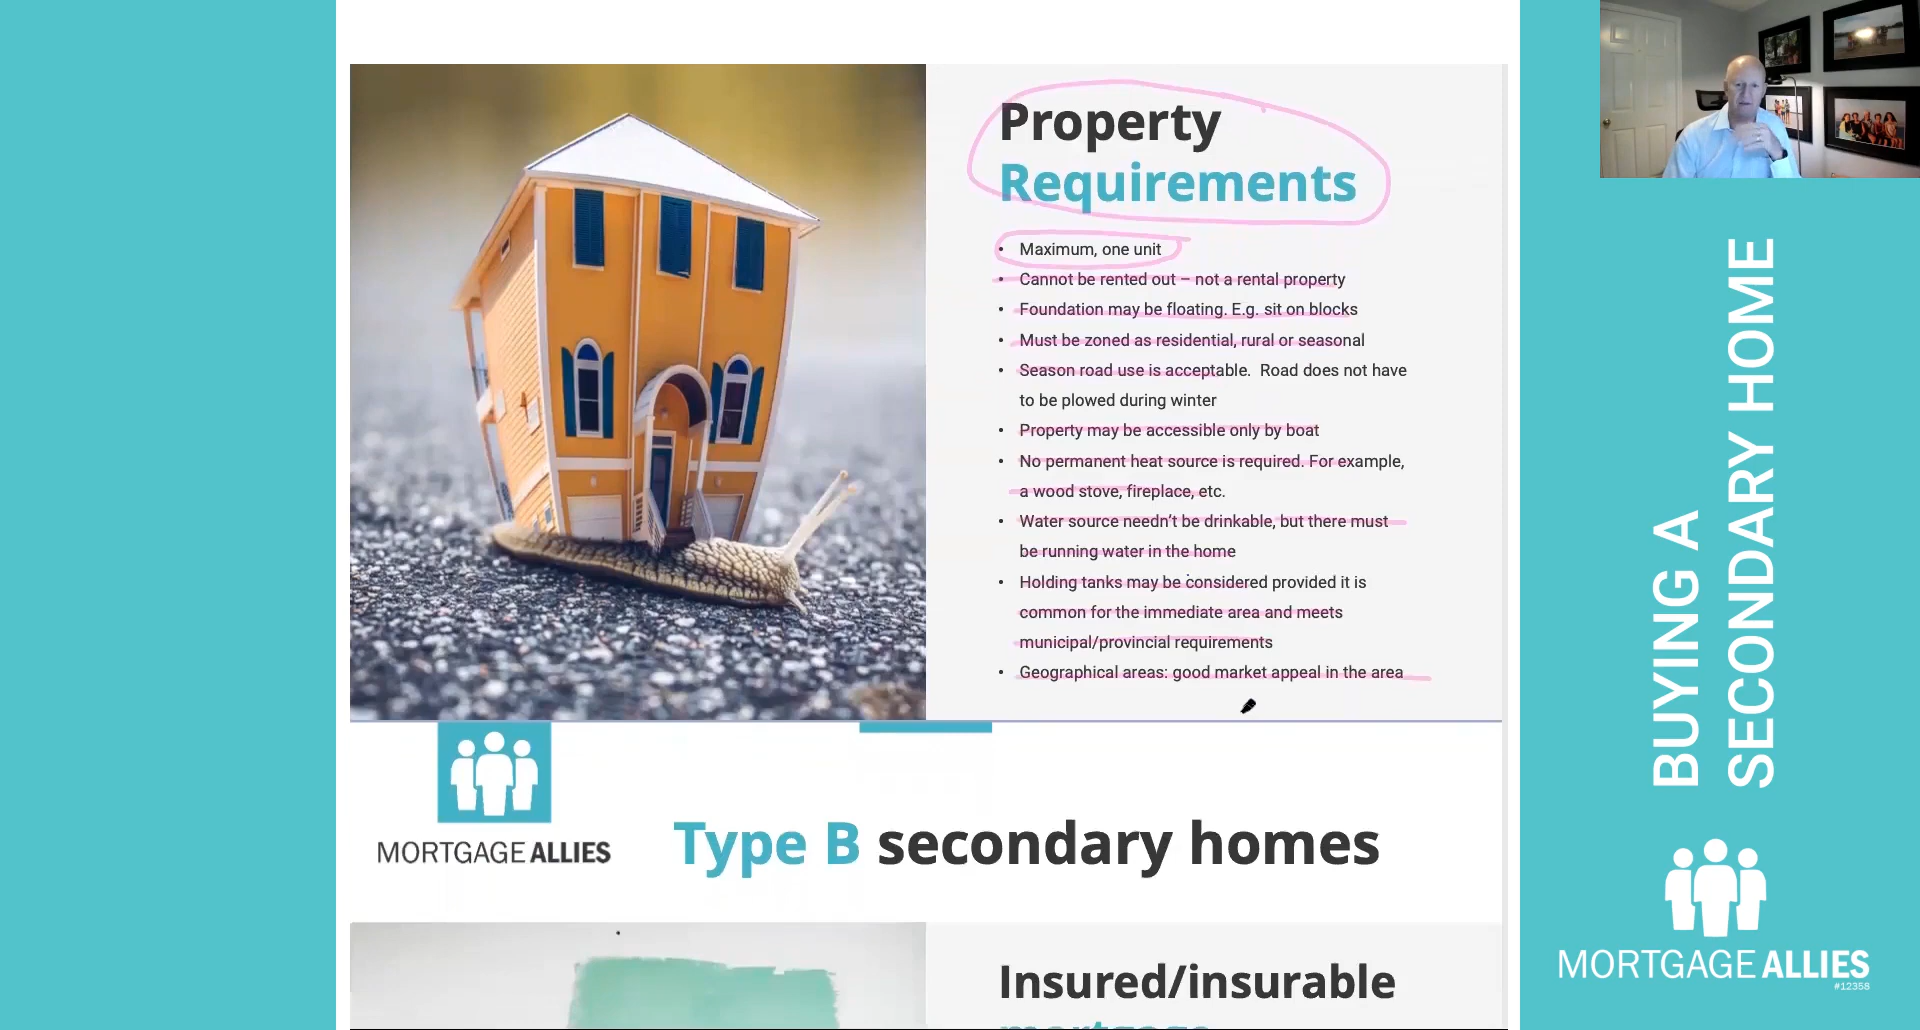 Property
Requirements
• Maximum, one unit
• Cannot be rented out – not a rental property
• Foundation may be floating. E.g. sit on blocks
• Must be zoned as residential, rural or seasonal
• Season road use is acceptable. Road does not have
to be plowed during winter
• Property may be accessible only by boat
• No permanent heat source is required. For example,
a wood stove, fireplace, etc.
• Water source needn't be drinkable, but there must
be running water in the home
• Holding tanks may be considered provided it is
common for the immediate area and meets
municipal/provincial requirements
• Geographical areas: good market appeal in the area
MORTGAGE ALLIES
Type B secondary homes
Insured/insurable
mortgage
BUYING A
SECONDARY HOME
MORTGAGE ALLIES
#12358